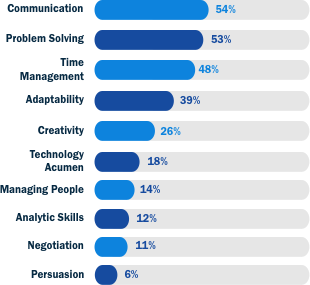 Communication 54%
Problem Solving 53%
Time
Management 48%
Adaptability 39%
Creativity 26%
Technology
Acumen 18%
Managing People 14%
Analytic Skills 12%
Negotiation 11%
Persuasion 6%